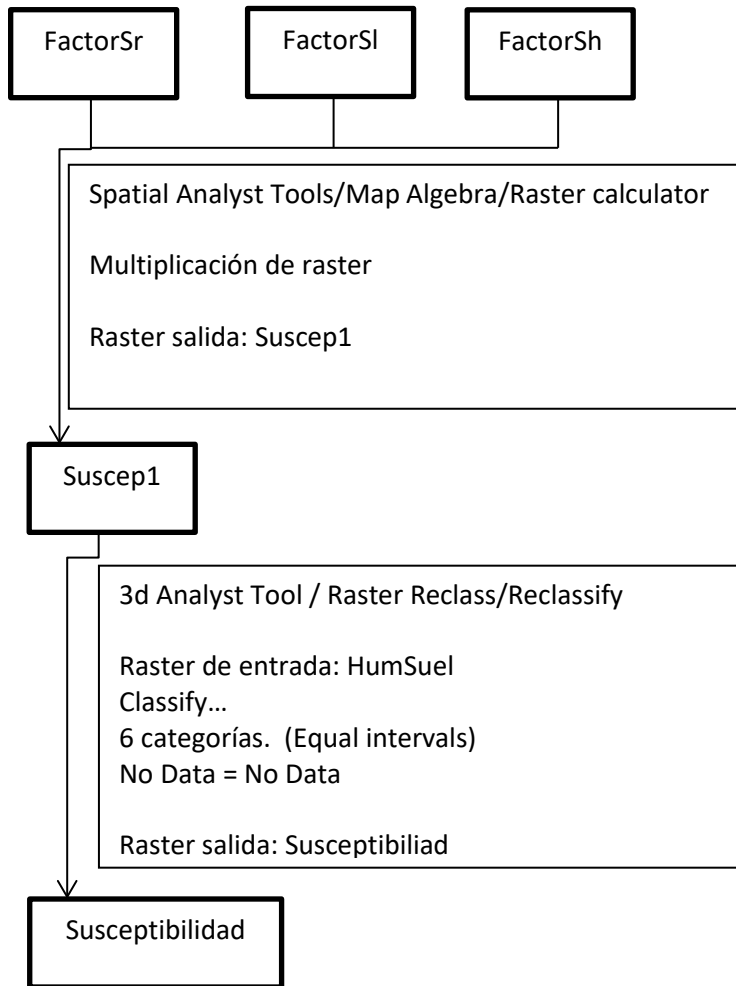 FactorSr
FactorSl
FactorSh
Spatial Analyst Tools/Map Algebra/Raster calculator
Multiplicación de raster
Raster salida: Suscep1
Suscep1
3d Analyst Tool / Raster Reclass/Reclassify
Raster de entrada: HumSuel
Classify…
6 categorías.  (Equal intervals)
No Data = No Data
Raster salida: Susceptibiliad
Susceptibilidad